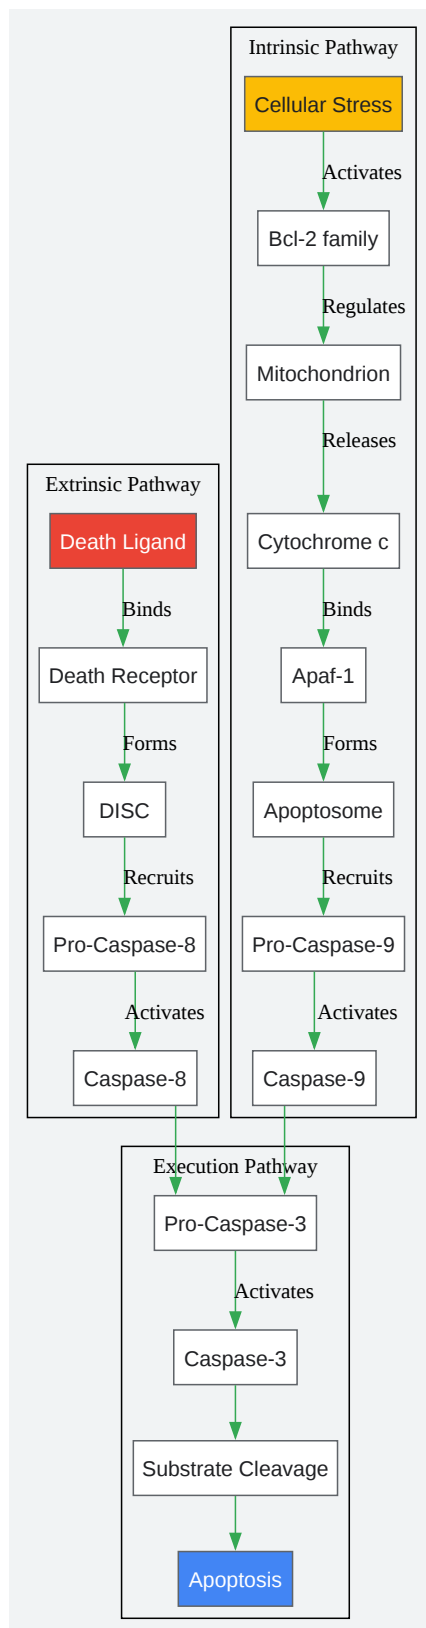 Intrinsic Pathway
Cellular Stress
Activates
Bcl-2 family
Regulates
Mitochondrion
Releases
Cytochrome c
Binds
Apaf-1
Forms
Apoptosome
Recruits
Pro-Caspase-9
Activates
Caspase-9
Extrinsic Pathway
Death Ligand
Binds
Death Receptor
Forms
DISC
Recruits
Pro-Caspase-8
Activates
Caspase-8
Execution Pathway
Pro-Caspase-3
Activates
Caspase-3
Substrate Cleavage
Apoptosis